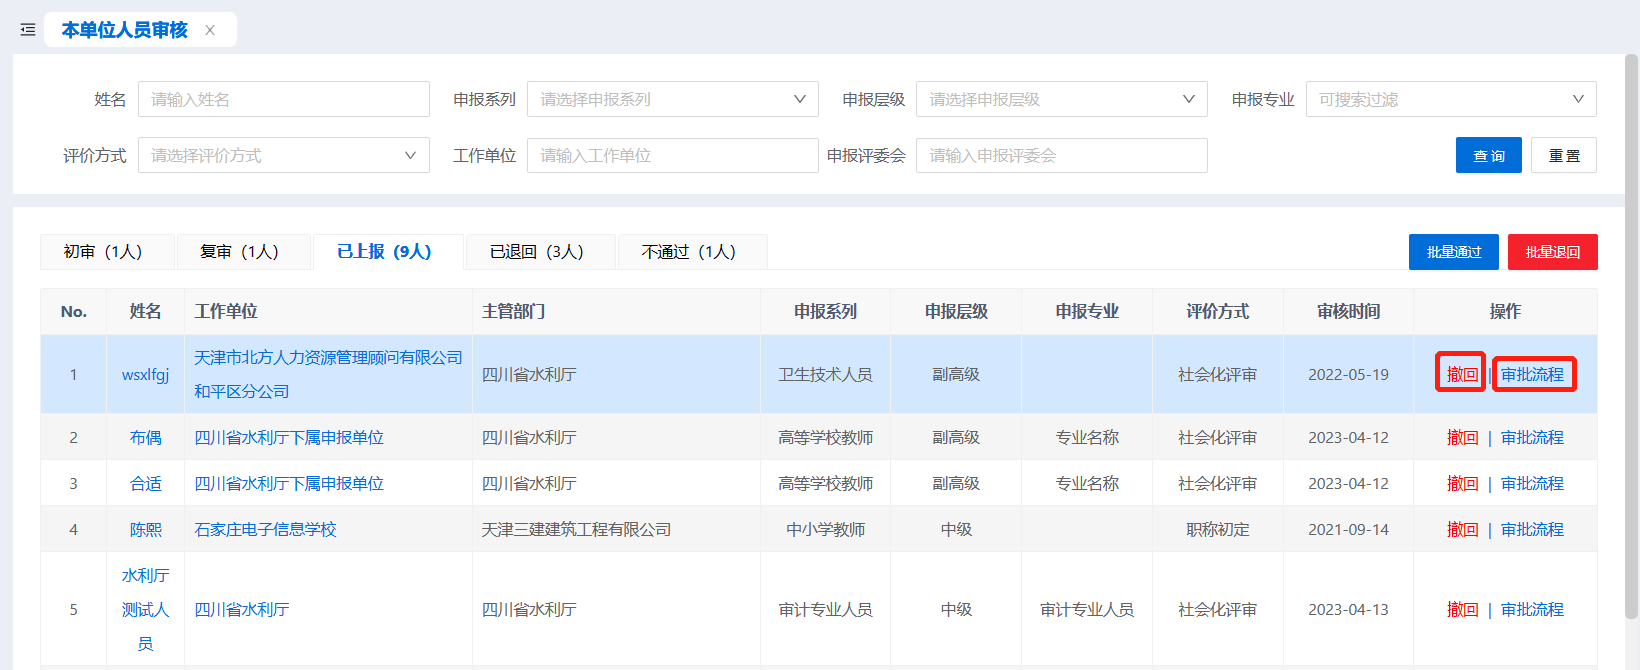 本单位人员审核 X
姓名 请输入姓名 申报系列 请选择申报系列 申报层级 请选择申报层级 申报专业 可搜索过滤
评价方式 请选择评价方式 工作单位 请输入工作单位 申报评委会 请输入申报评委会 查 询 重 置
初审（1人） 复审（1人） 已上报（9人） 已退回（3人） 不通过（1人） 批量通过 批量退回
No. 姓名 工作单位 主管部门 申报系列 申报层级 申报专业 评价方式 审核时间 操作
1 wsxlfgj 天津市北方人力资源管理顾问有限公司 四川省水利厅 卫生技术人员 副高级 社会化评审 2022-05-19 撤回 | 审批流程
和平区分公司
2 布偶 四川省水利厅下属申报单位 四川省水利厅 高等学校教师 副高级 专业名称 社会化评审 2023-04-12 撤回 | 审批流程
3 合适 四川省水利厅下属申报单位 四川省水利厅 高等学校教师 副高级 专业名称 社会化评审 2023-04-12 撤回 | 审批流程
4 陈熙 石家庄电子信息学校 天津三建建筑工程有限公司 中小学教师 中级 职称初定 2021-09-14 撤回 | 审批流程
水利厅
5 测试人 四川省水利厅 四川省水利厅 审计专业人员 中级 审计专业人员 社会化评审 2023-04-13 撤回 | 审批流程
员